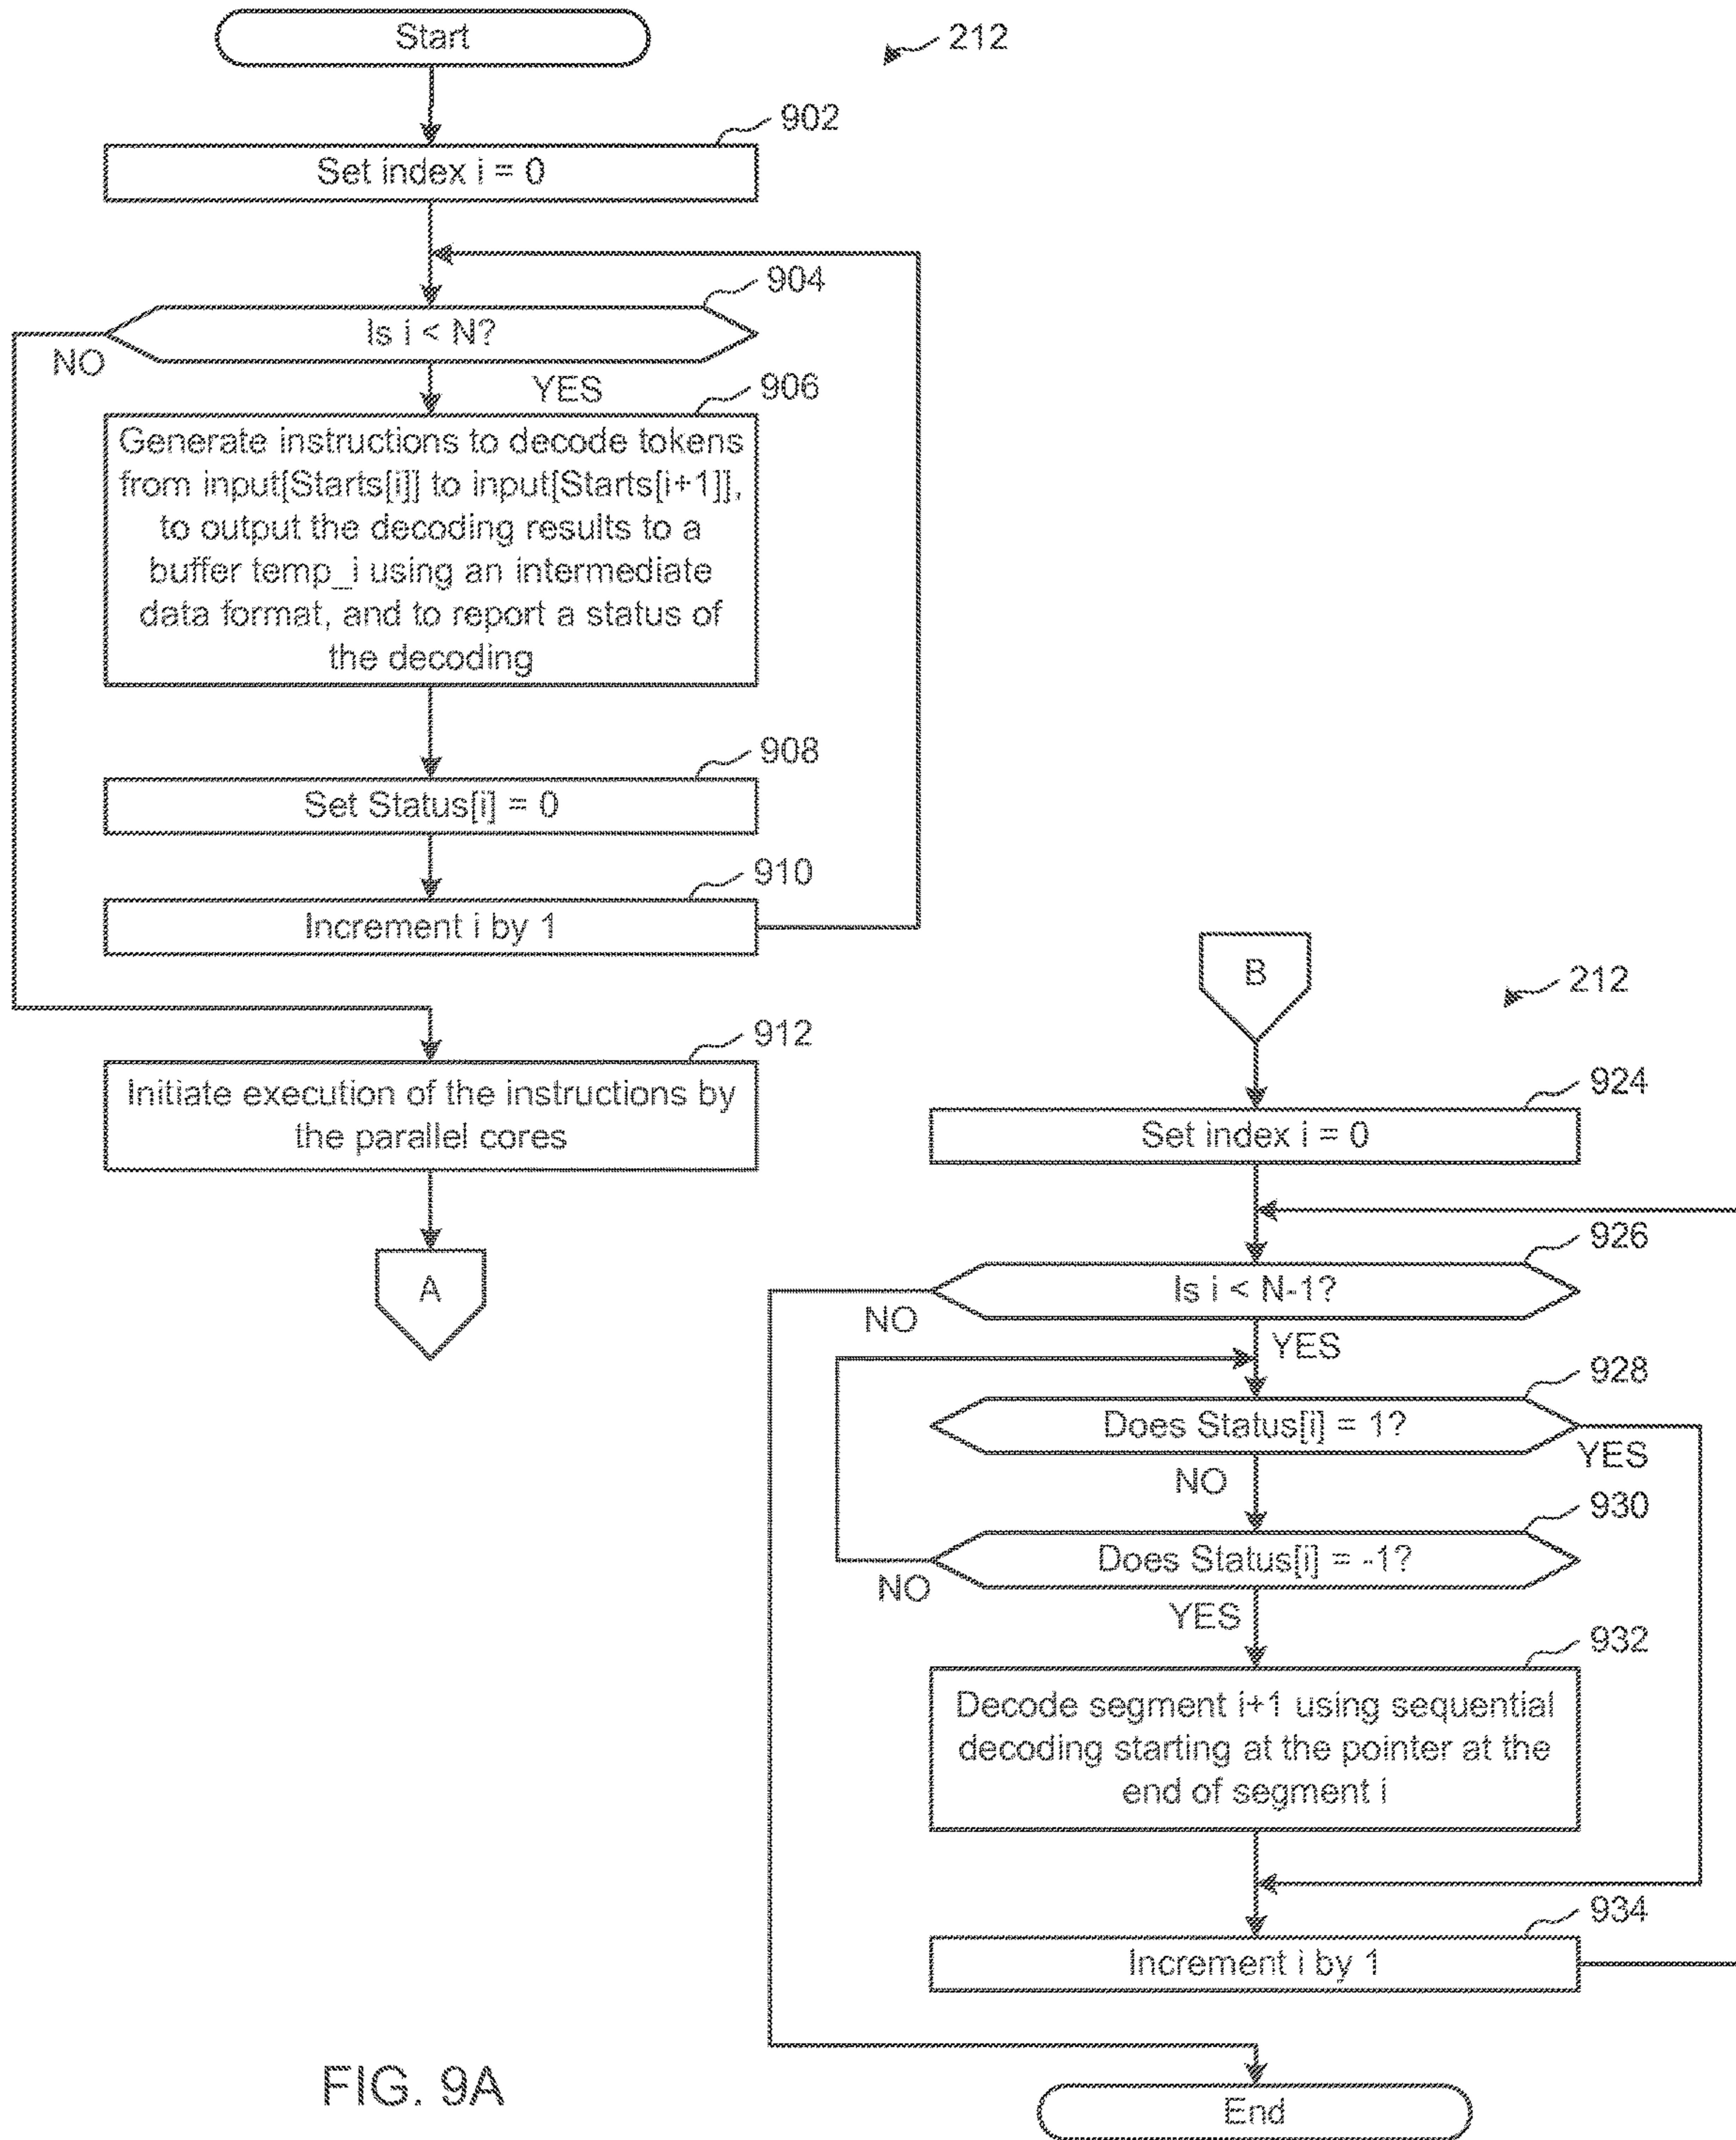 Start
212
902
Set index i = 0
904
Is i < N?
NO
YES
906
Generate instructions to decode tokens
from input[Starts[i]] to input[Starts[i+1]],
to output the decoding results to a
buffer temp_i using an intermediate
data format, and to report a status of
the decoding
908
Set Status[i] = 0
910
Increment i by 1
912
Initiate execution of the instructions by
the parallel cores
A
B
212
924
Set index i = 0
926
Is i < N-1?
NO
YES
928
Does Status[i] = 1?
YES
NO
930
Does Status[i] = -1?
NO
YES
932
Decode segment i+1 using sequential
decoding starting at the pointer at the
end of segment i
934
Increment i by 1
End
FIG. 9A